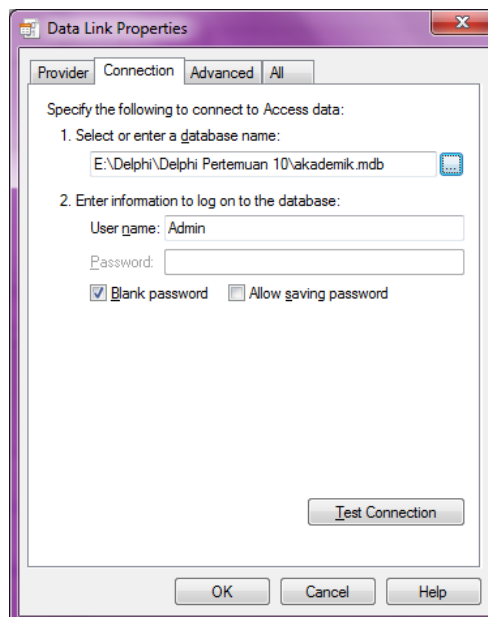 Data Link Properties
Provider Connection Advanced All
Specify the following to connect to Access data:
1. Select or enter a database name:
E:\Delphi\Delphi Pertemuan 10\akademik.mdb ...
2. Enter information to log on to the database:
User name: Admin
Password:
Blank password Allow saving password
Test Connection
OK Cancel Help